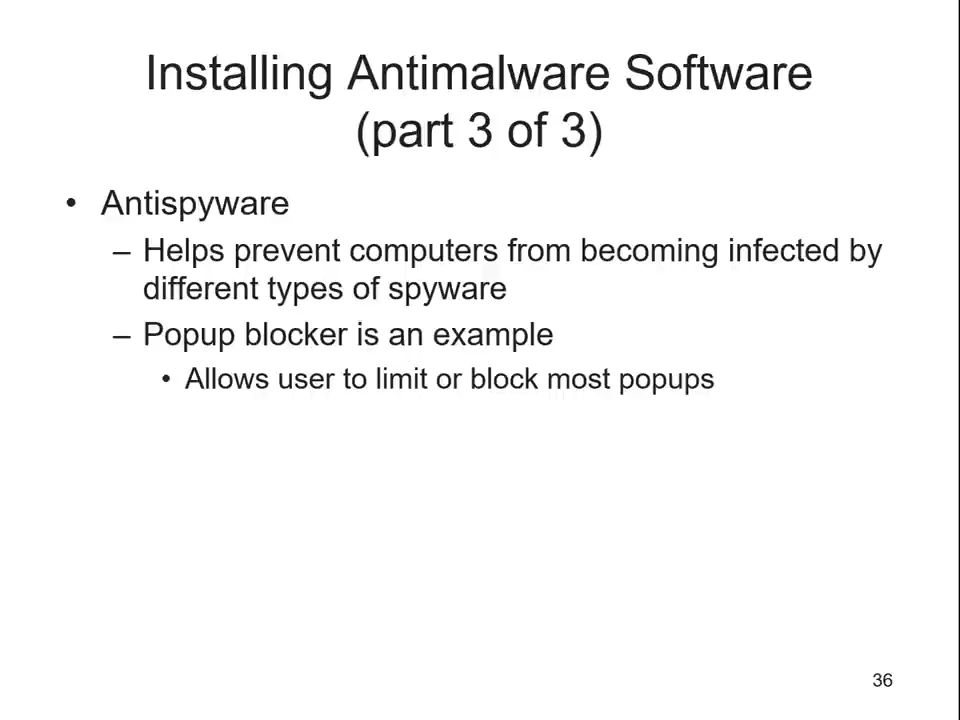 Installing Antimalware Software
(part 3 of 3)
• Antispyware
– Helps prevent computers from becoming infected by
different types of spyware
– Popup blocker is an example
• Allows user to limit or block most popups
36